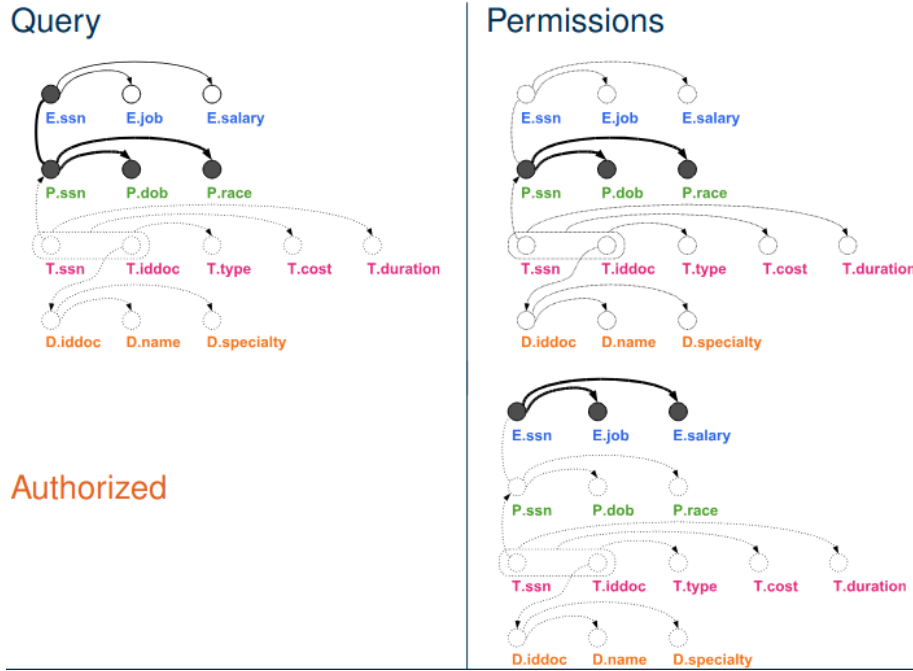 Query
E.ssn E.job E.salary
P.ssn P.dob P.race
T.ssn T.iddoc T.type T.cost T.duration
D.iddoc D.name D.specialty
Authorized
Permissions
E.ssn E.job E.salary
P.ssn P.dob P.race
T.ssn T.iddoc T.type T.cost T.duration
D.iddoc D.name D.specialty
E.ssn E.job E.salary
P.ssn P.dob P.race
T.ssn T.iddoc T.type T.cost T.duration
D.iddoc D.name D.specialty